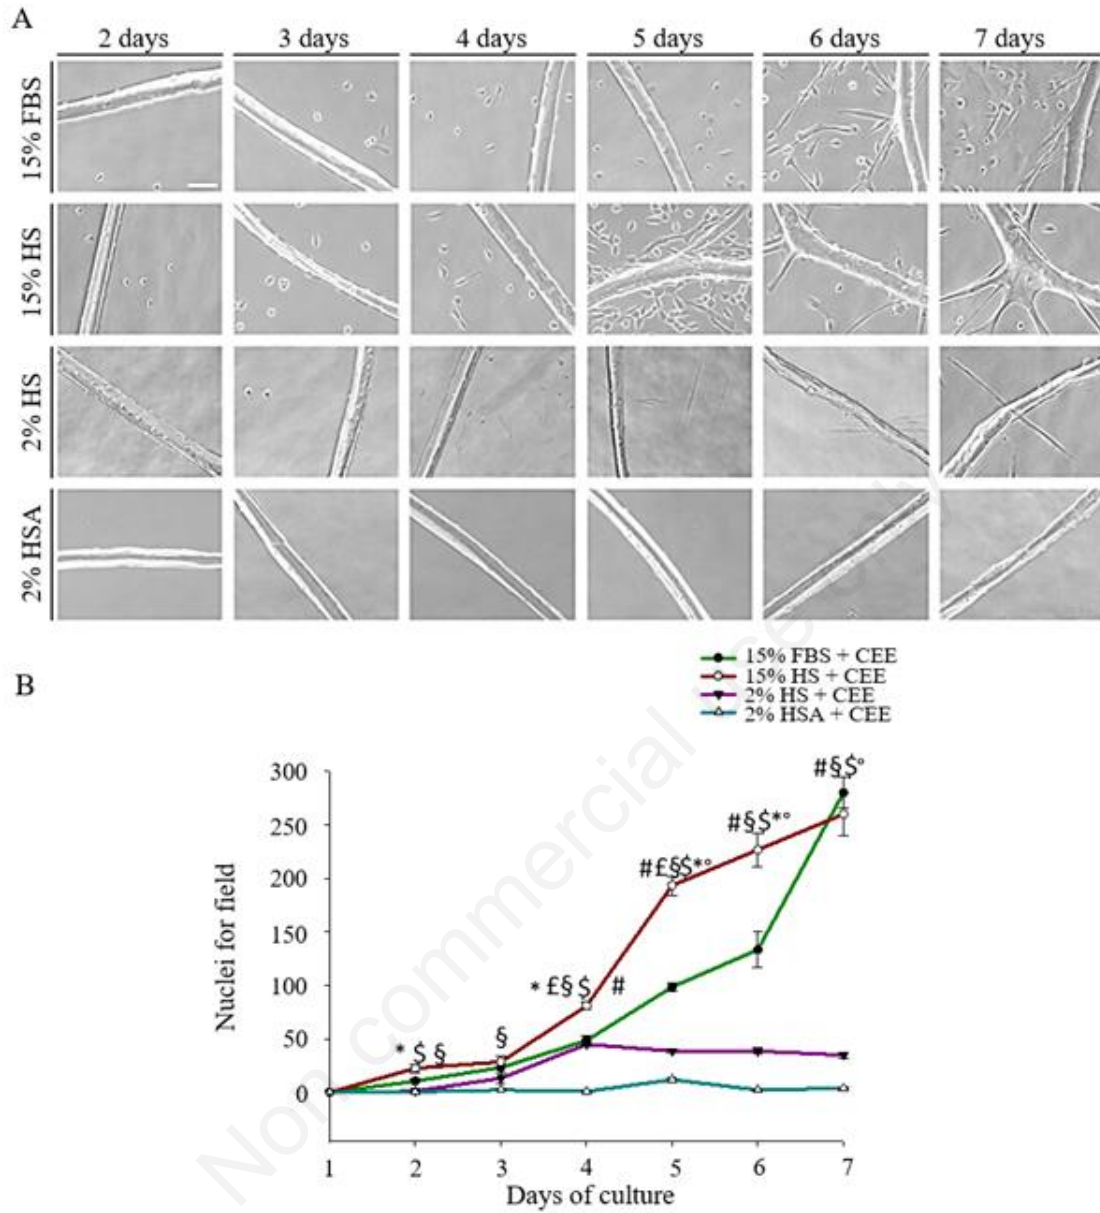 A
2 days 3 days 4 days 5 days 6 days 7 days
15% FBS
15% HS
2% HS
2% HSA
B
15% FBS + CEE
15% HS + CEE
2% HS + CEE
2% HSA + CEE
#§$°
#§$*°
#£§$*°
*£§$ #
§
*$§
300
250
200
150
100
50
0
Nuclei for field
1 2 3 4 5 6 7
Days of culture
Non commercial